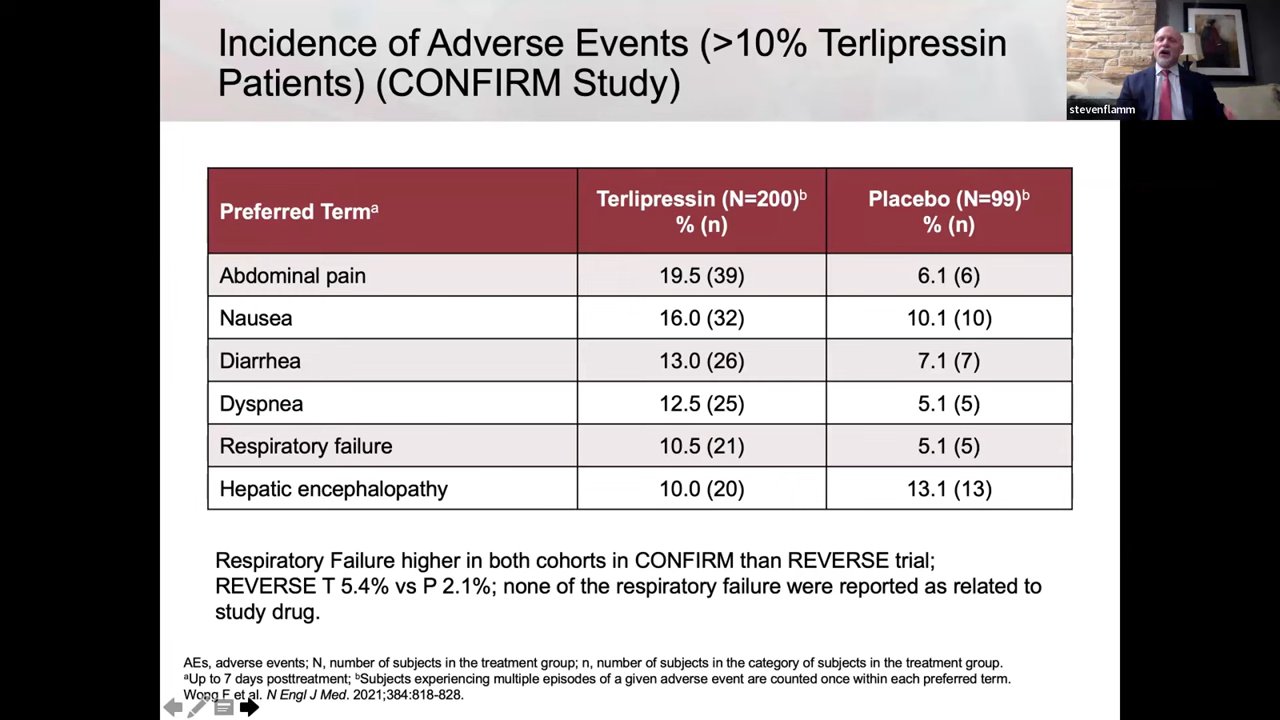 Incidence of Adverse Events (>10% Terlipressin
Patients) (CONFIRM Study)
stevenflamm
Preferred Termᵃ
Terlipressin (N=200)ᵇ
% (n)
Placebo (N=99)ᵇ
% (n)
Abdominal pain 19.5 (39) 6.1 (6)
Nausea 16.0 (32) 10.1 (10)
Diarrhea 13.0 (26) 7.1 (7)
Dyspnea 12.5 (25) 5.1 (5)
Respiratory failure 10.5 (21) 5.1 (5)
Hepatic encephalopathy 10.0 (20) 13.1 (13)
Respiratory Failure higher in both cohorts in CONFIRM than REVERSE trial;
REVERSE T 5.4% vs P 2.1%; none of the respiratory failure were reported as related to
study drug.
AEs, adverse events; N, number of subjects in the treatment group; n, number of subjects in the category of subjects in the treatment group.
ᵃUp to 7 days posttreatment; ᵇSubjects experiencing multiple episodes of a given adverse event are counted once within each preferred term.
Wong F et al. N Engl J Med. 2021;384:818-828.